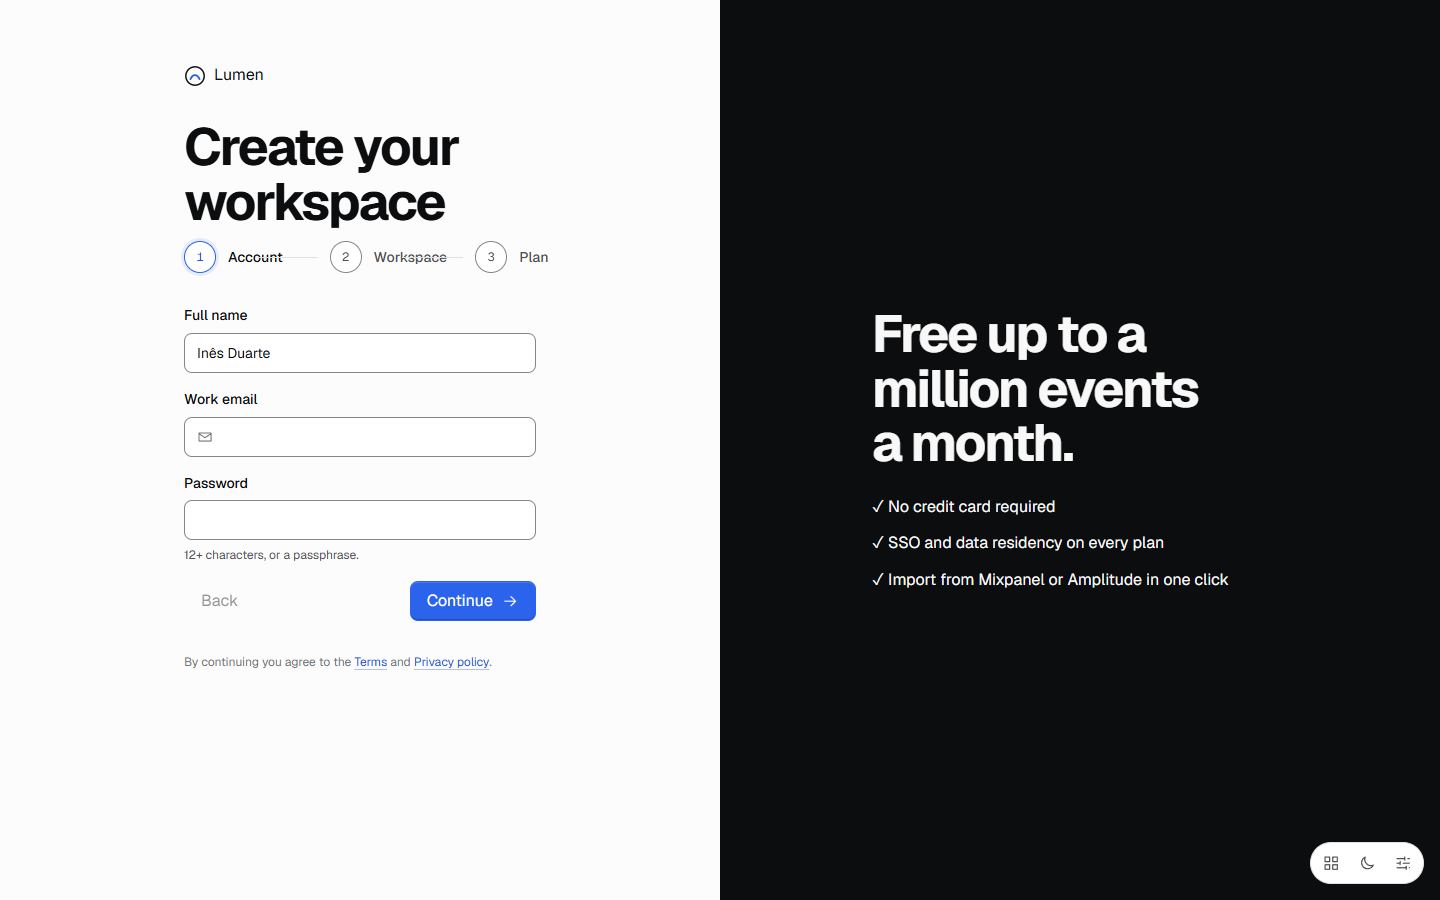 Lumen
Create your
workspace
1 Account 2 Workspace 3 Plan
Full name
Inês Duarte
Work email
Password
12+ characters, or a passphrase.
Back Continue →
By continuing you agree to the Terms and Privacy policy.
Free up to a
million events
a month.
✓ No credit card required
✓ SSO and data residency on every plan
✓ Import from Mixpanel or Amplitude in one click